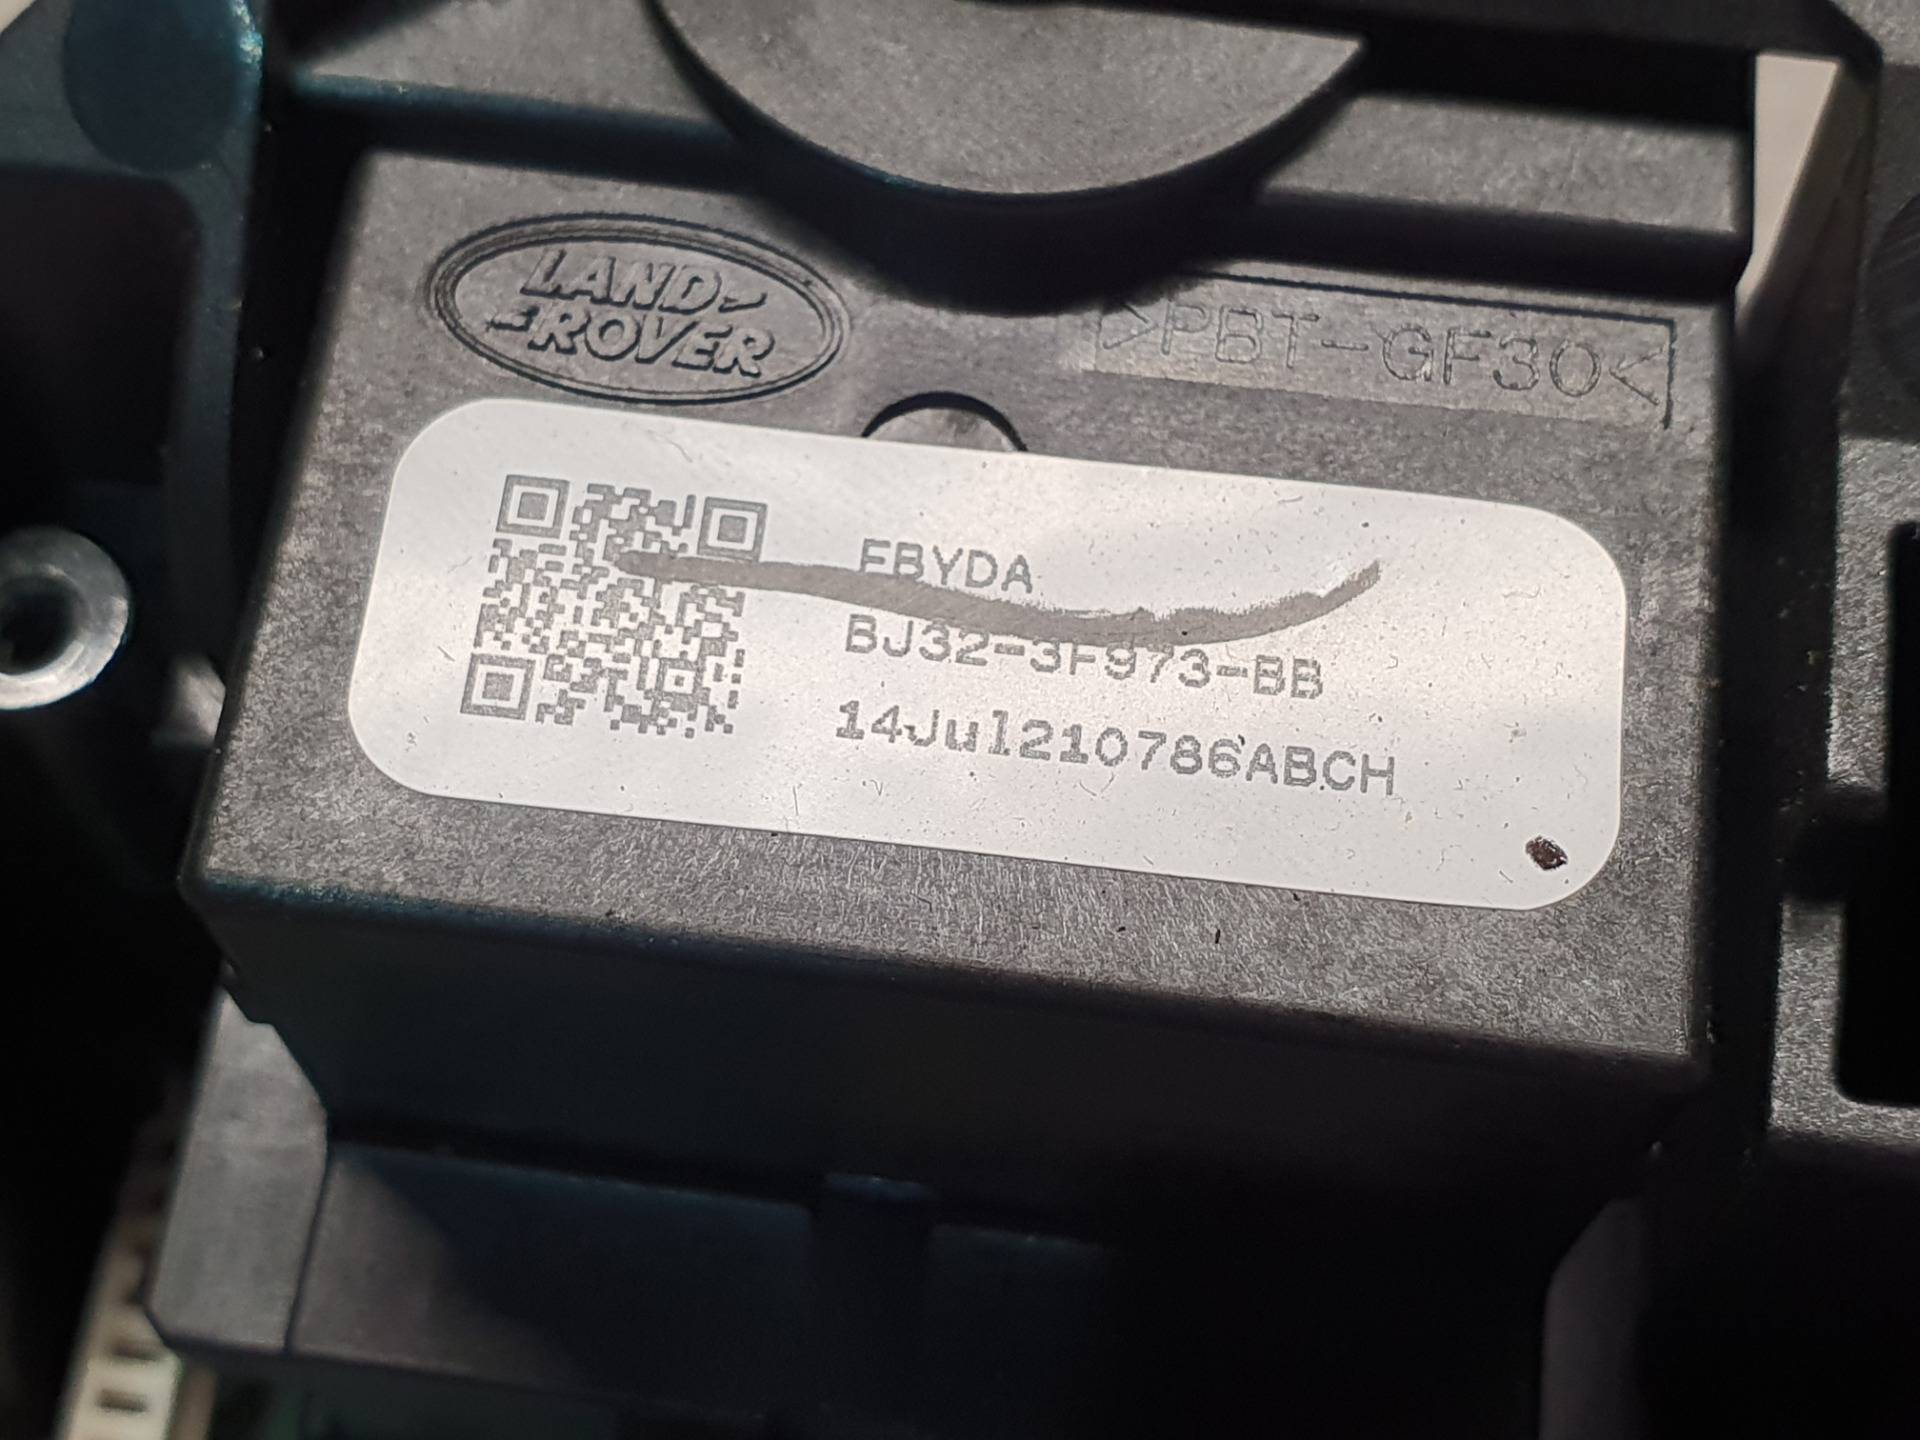 LAND
ROVER
>PBT-GF30<
FBYDA
BJ32-3F973-BB
14Jul210786ABCH